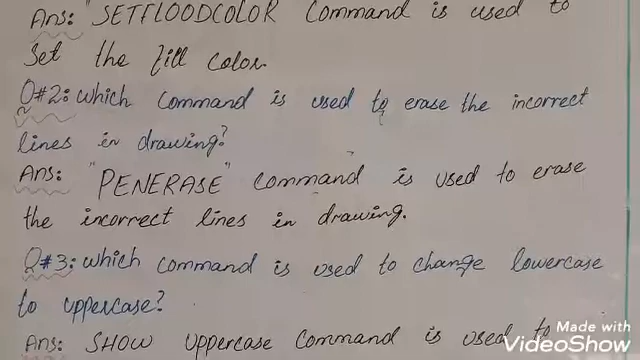 Ans: "SETFLOODCOLOR Command is used to
set the fill color.
Q#2: which command is used to erase the incorrect
lines in drawing?
Ans: "PENERASE" command is used to erase
the incorrect lines in drawing.
Q#3: which command is used to change lowercase
to uppercase?
Ans: SHOW uppercase command is used to
Made with
VideoShow